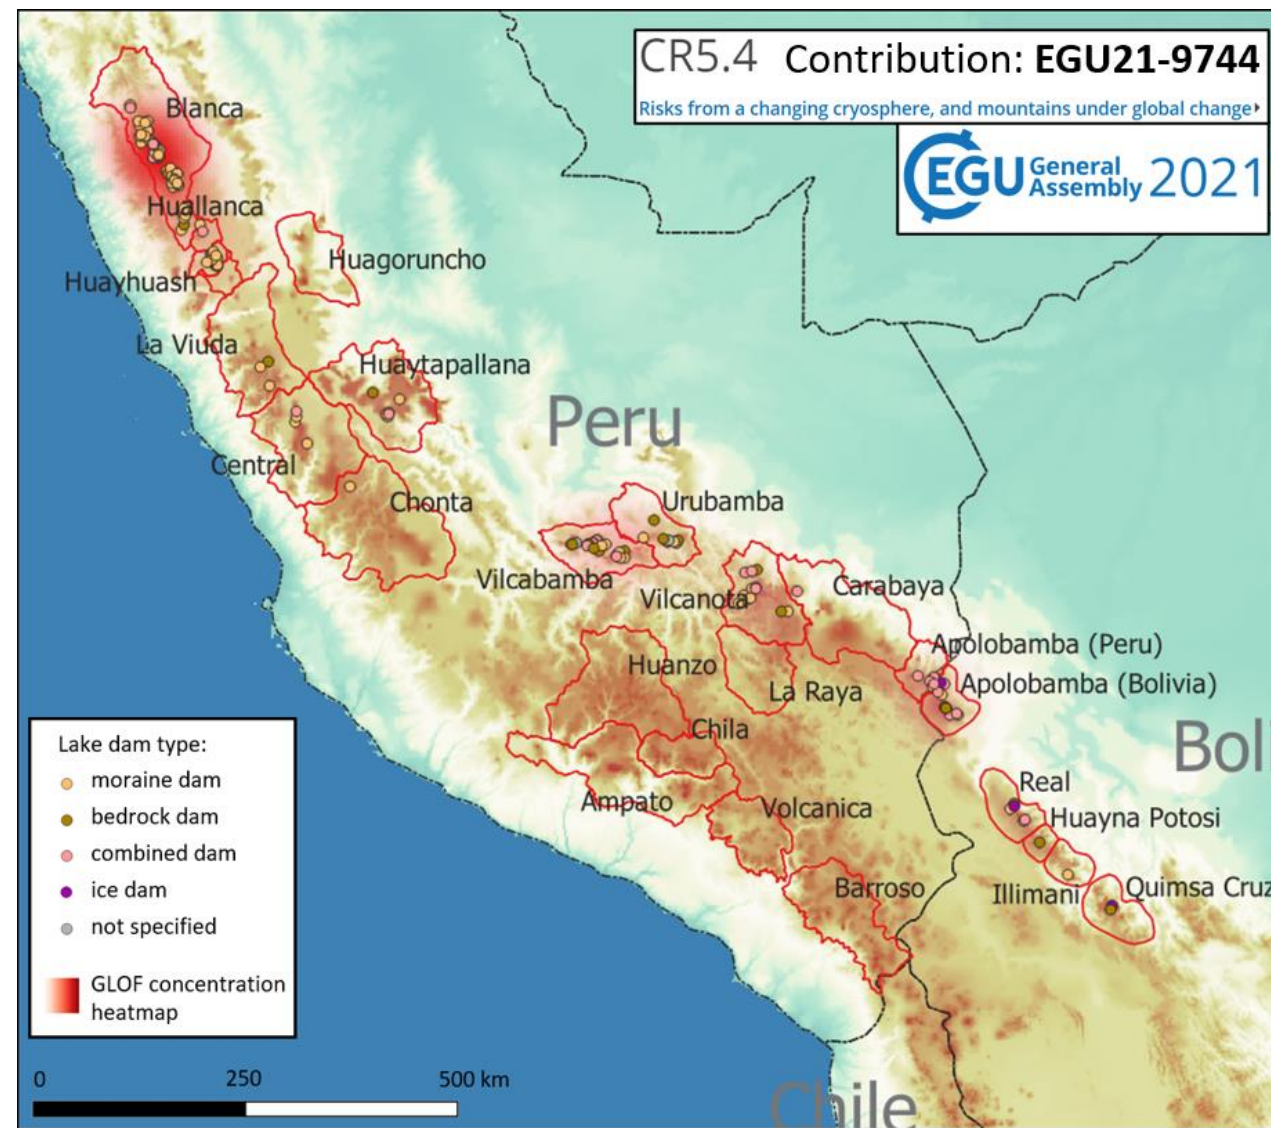 CR5.4 Contribution: EGU21-9744
Risks from a changing cryosphere, and mountains under global change
EGU General Assembly 2021
Blanca
Huallanca
Huayhuash
Huagoruncho
La Viuda
Huaytapallana
Peru
Central
Chonta
Urubamba
Vilcabamba
Vilcanota
Carabaya
Apolobamba (Peru)
Huanzo
La Raya
Apolobamba (Bolivia)
Chila
Boli
Real
Ampato
Volcanica
Huayna Potosi
Barroso
Illimani
Quimsa Cruz
Lake dam type:
moraine dam
bedrock dam
combined dam
ice dam
not specified
GLOF concentration
heatmap
0 250 500 km
Chile